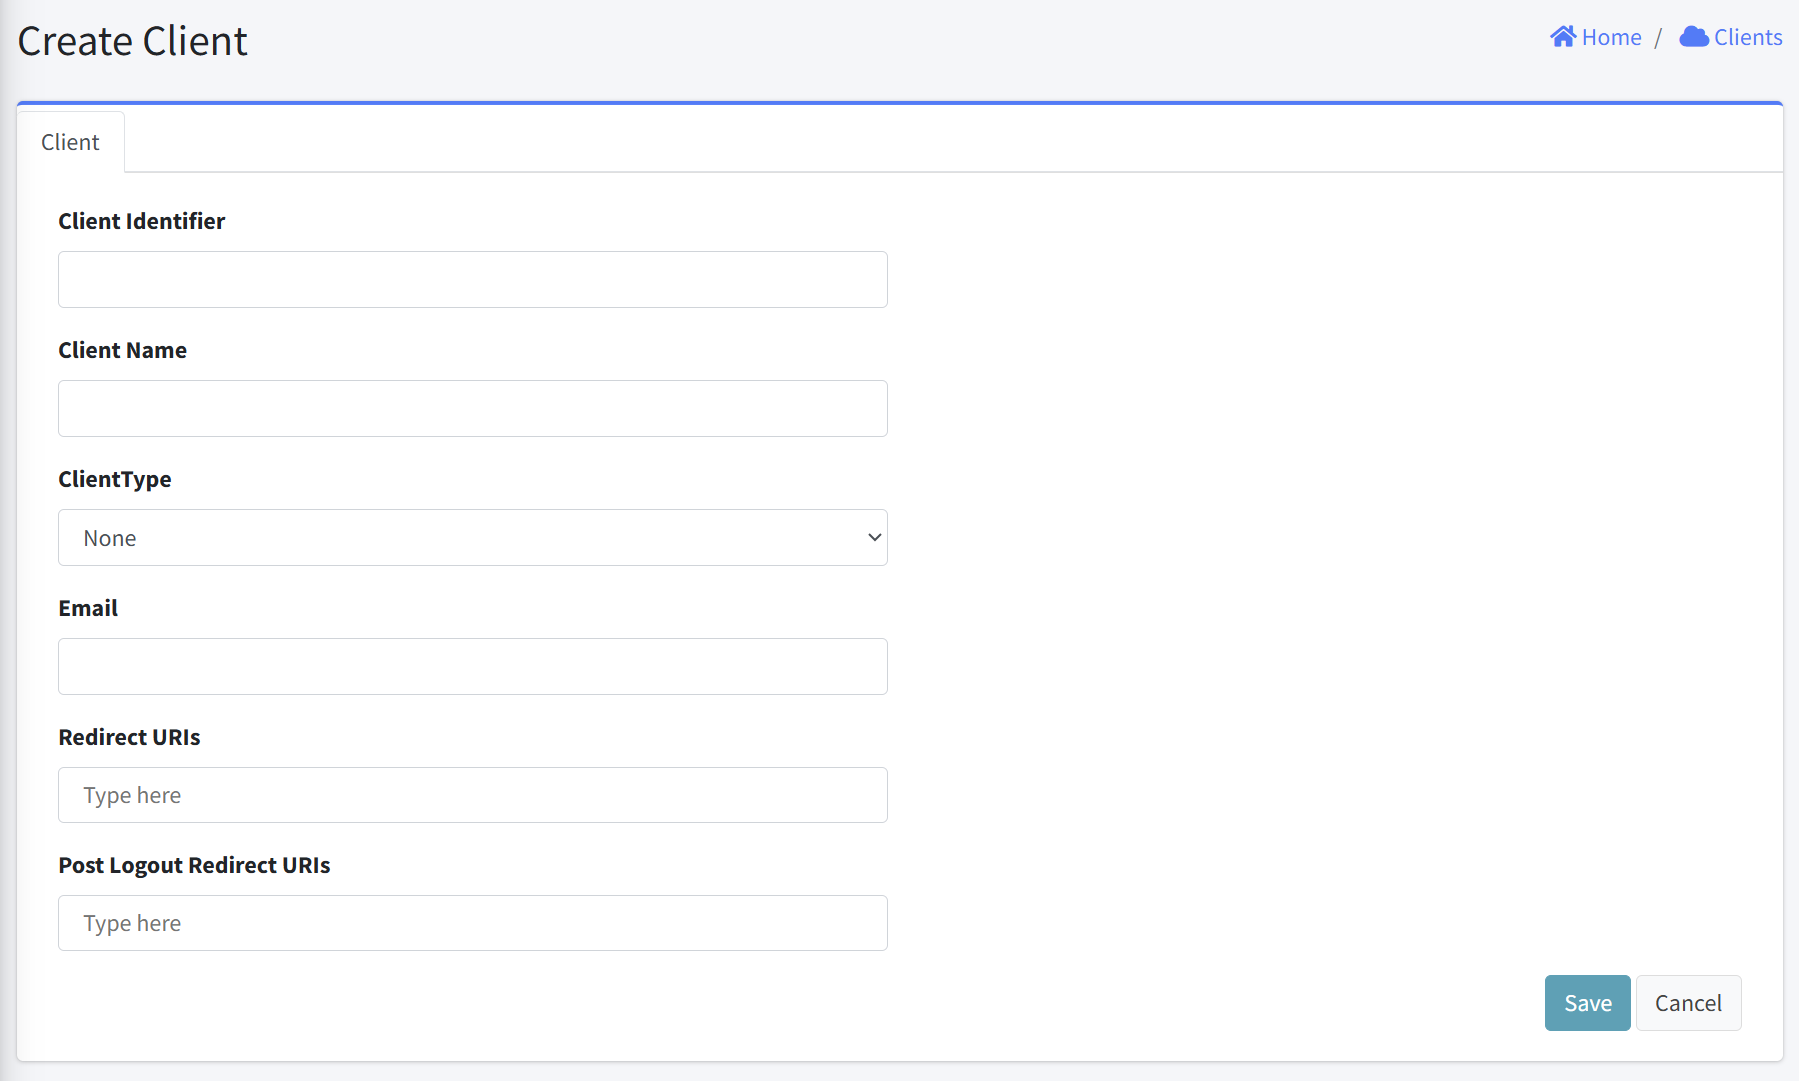 Create Client
Home / Clients
Client
Client Identifier
Client Name
ClientType
None
Email
Redirect URIs
Type here
Post Logout Redirect URIs
Type here
Save Cancel